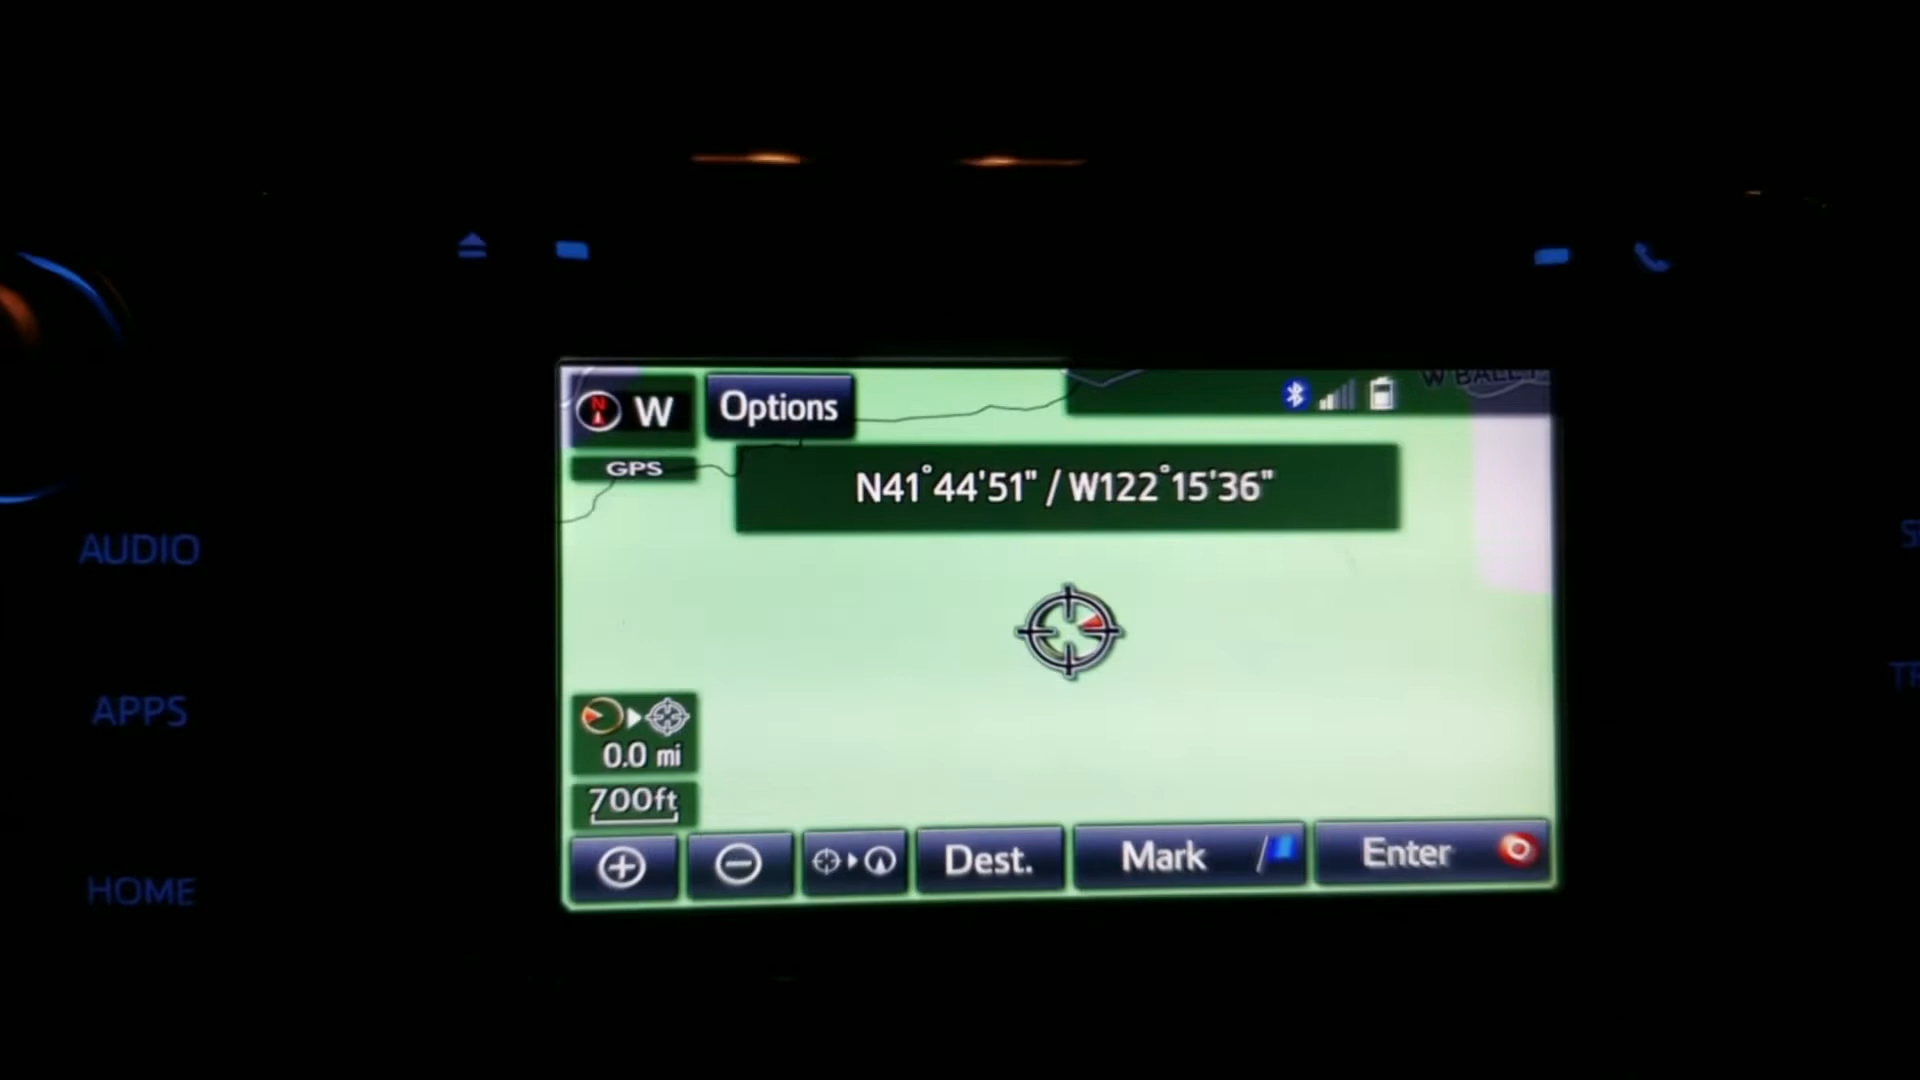 N W
Options
GPS
N41°44'51" / W122°15'36"
AUDIO
APPS
HOME
0.0 mi
700ft
Dest.
Mark
Enter